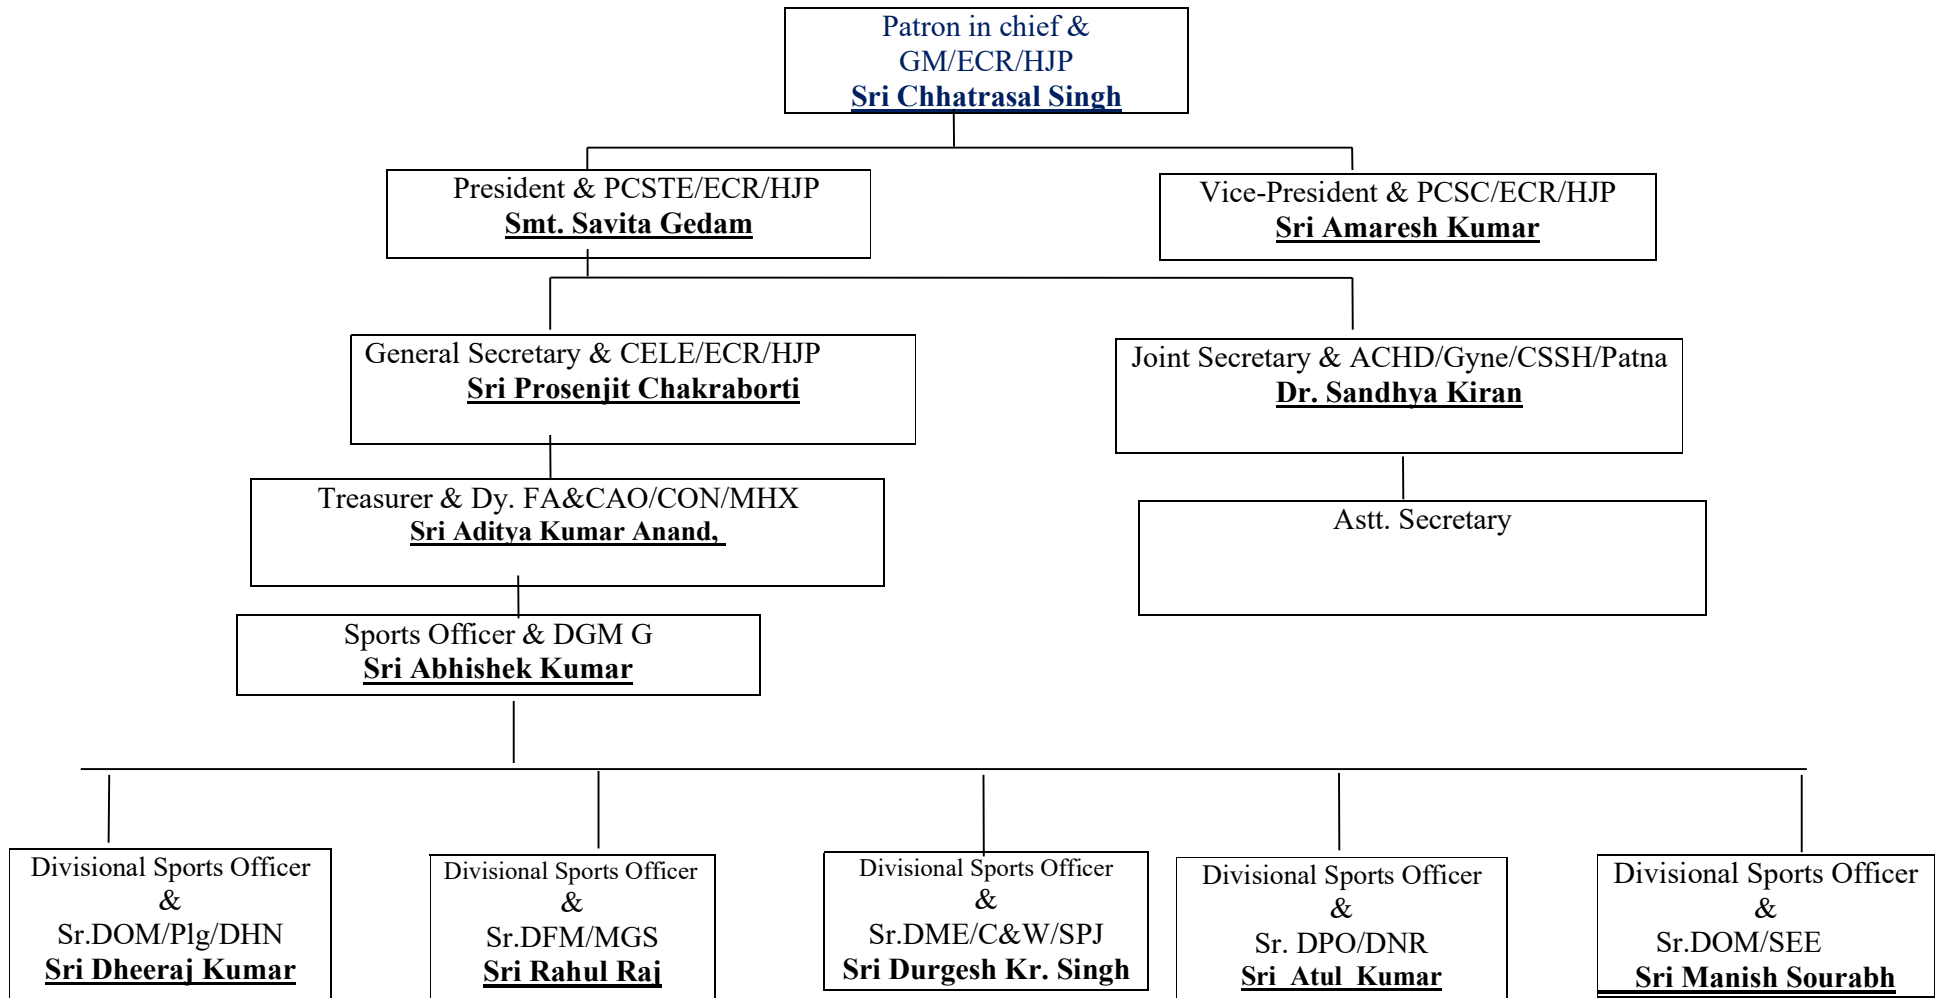 Patron in chief &
GM/ECR/HJP
Sri Chhatrasal Singh
President & PCSTE/ECR/HJP
Smt. Savita Gedam
Vice-President & PCSC/ECR/HJP
Sri Amaresh Kumar
General Secretary & CELE/ECR/HJP
Sri Prosenjit Chakraborti
Joint Secretary & ACHD/Gyne/CSSH/Patna
Dr. Sandhya Kiran
Treasurer & Dy. FA&CAO/CON/MHX
Sri Aditya Kumar Anand,
Astt. Secretary
Sports Officer & DGM G
Sri Abhishek Kumar
Divisional Sports Officer
&
Sr.DOM/Plg/DHN
Sri Dheeraj Kumar
Divisional Sports Officer
&
Sr.DFM/MGS
Sri Rahul Raj
Divisional Sports Officer
&
Sr.DME/C&W/SPJ
Sri Durgesh Kr. Singh
Divisional Sports Officer
&
Sr. DPO/DNR
Sri Atul Kumar
Divisional Sports Officer
&
Sr.DOM/SEE
Sri Manish Sourabh